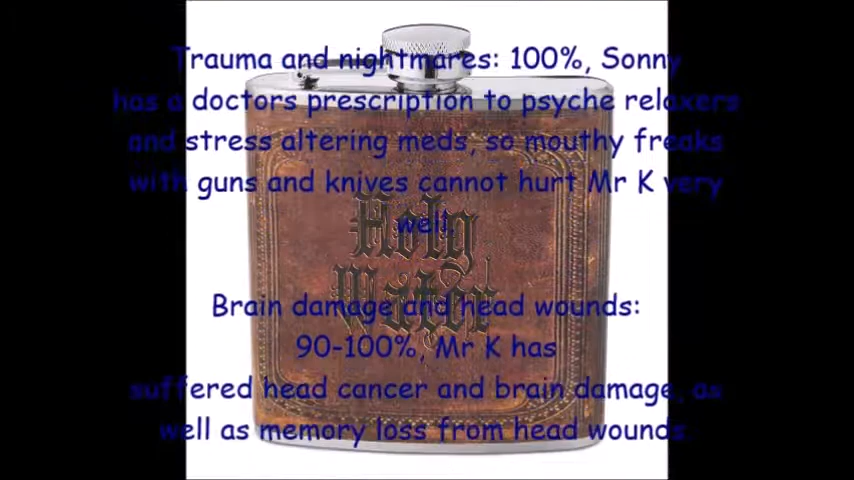 Trauma and nightmares: 100%, Sonny
has a doctors prescription to psyche relaxers
and stress altering meds, so mouthy freaks
with guns and knives cannot hurt Mr K very
well.
Holy
Water
Brain damage and head wounds:
90-100%, Mr K has
suffered head cancer and brain damage, as
well as memory loss from head wounds.